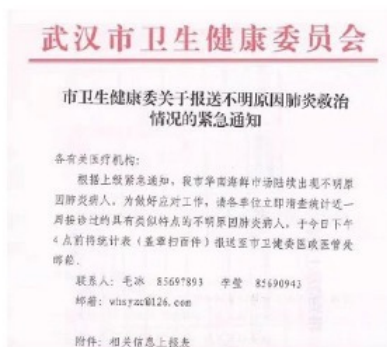 武汉市卫生健康委员会
市卫生健康委关于报送不明原因肺炎救治
情况的紧急通知
各有关医疗机构:
根据上级紧急通知,我市华南海鲜市场陆续出现不明原
因肺炎病人。为做好应对工作,请各单位立即清查统计近一
周接诊过的具有类似特点的不明原因肺炎病人,于今日下午
4点前将统计表(盖章扫百件)报送至市卫健委医政医管处
邮箱。
联系人:毛冰 85697893 李莹 85690943
邮箱:whsyzc@126.com
附件:相关信息上报表